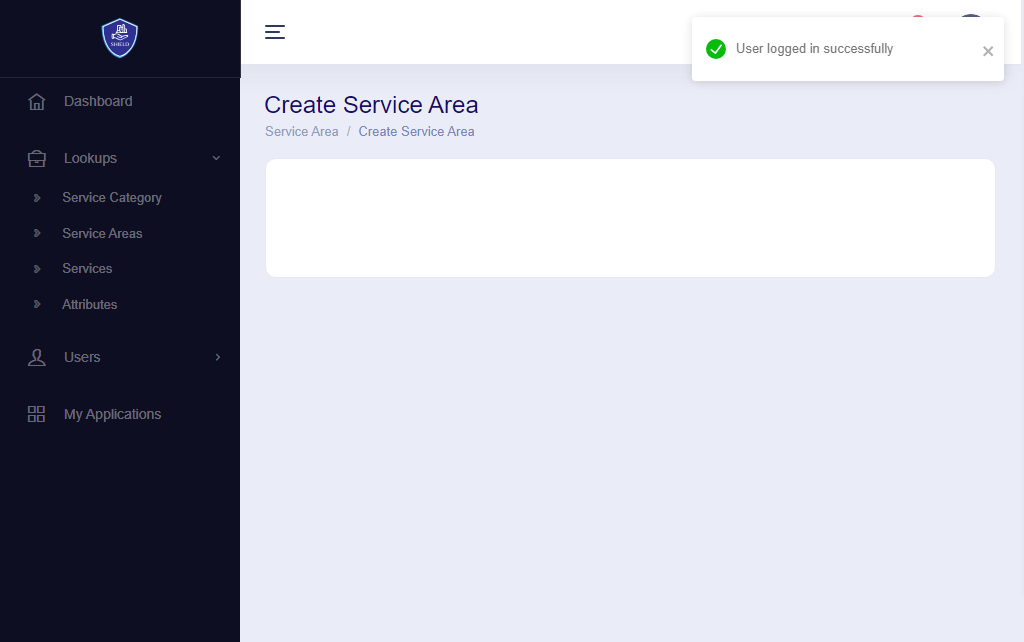 SHIELD
User logged in successfully
Dashboard
Create Service Area
Service Area / Create Service Area
Lookups
Service Category
Service Areas
Services
Attributes
Users
My Applications